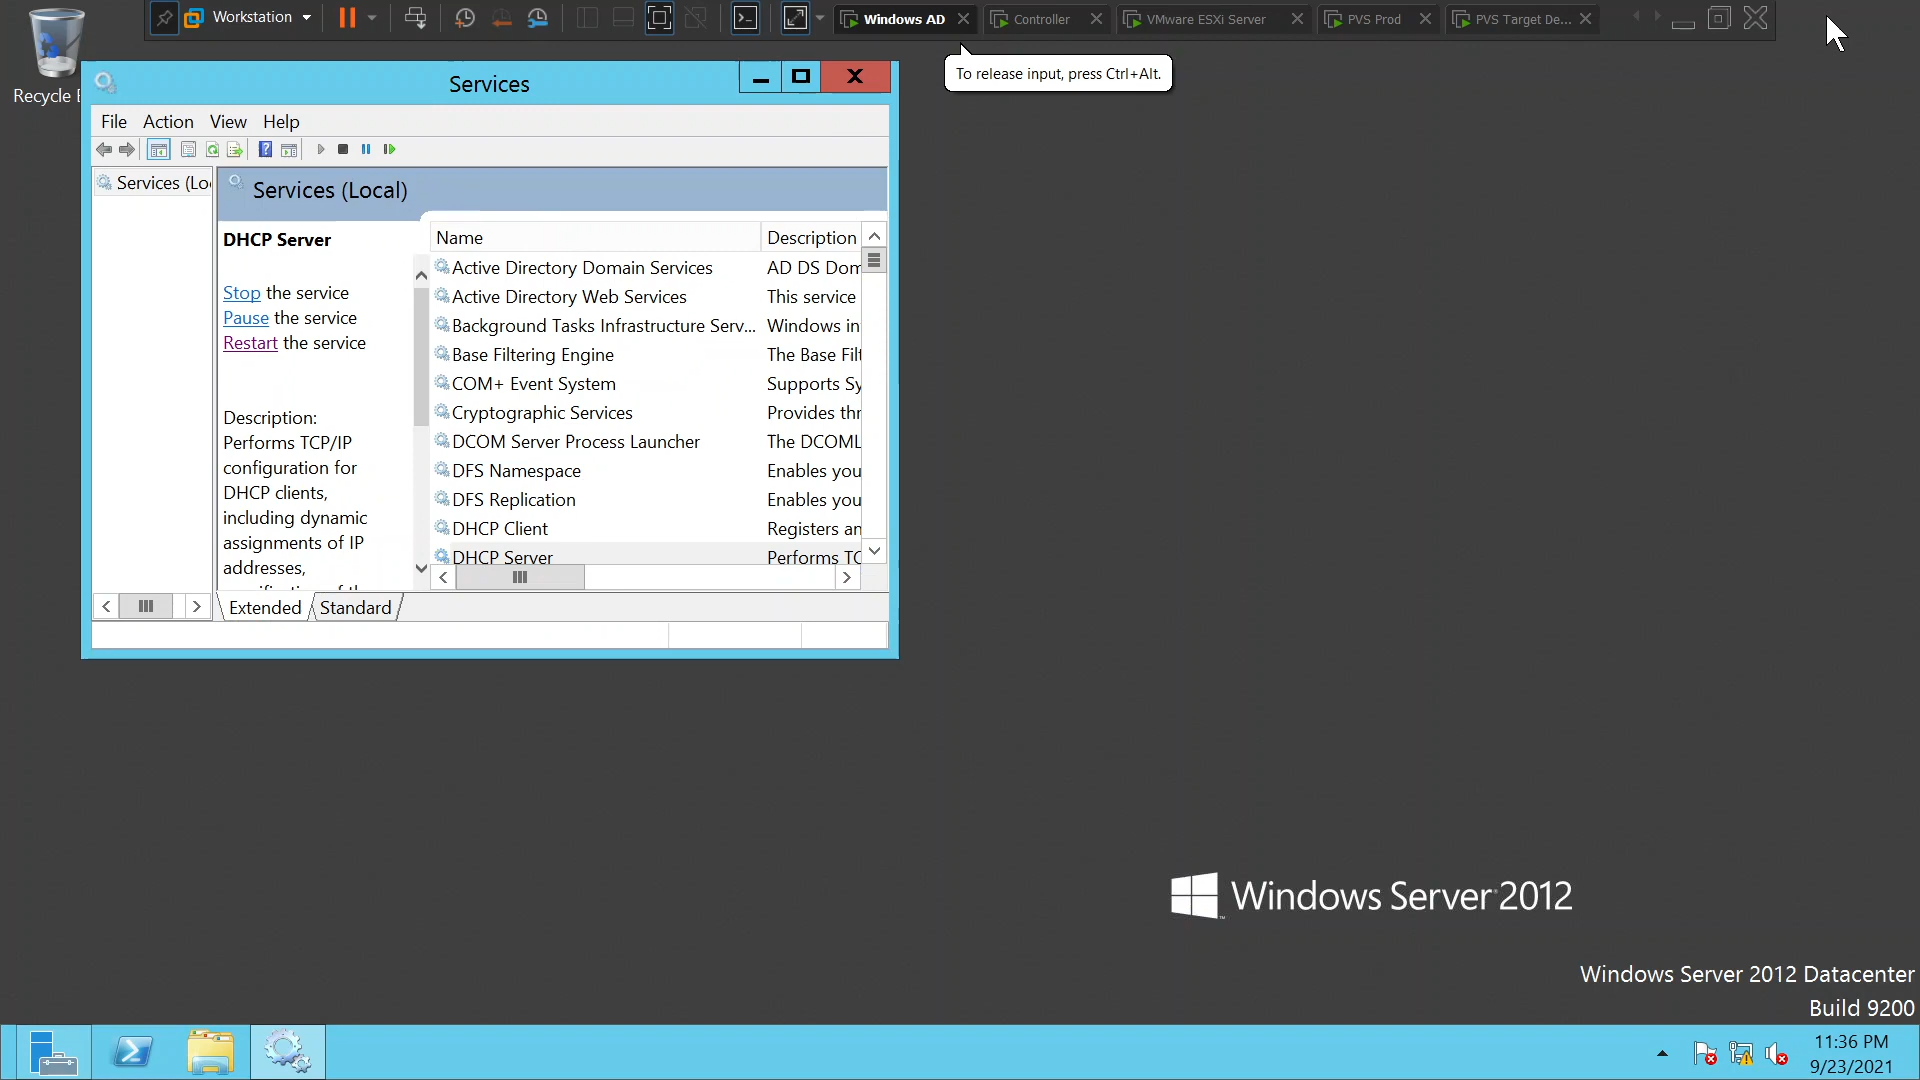 Workstation
Windows AD
Controller
VMware ESXi Server
PVS Prod
PVS Target De...
To release input, press Ctrl+Alt.
Recycle
Services
File Action View Help
Services (Lo
Services (Local)
DHCP Server
Stop the service
Pause the service
Restart the service
Description:
Performs TCP/IP
configuration for
DHCP clients,
including dynamic
assignments of IP
addresses,
Name Description
Active Directory Domain Services AD DS Dom
Active Directory Web Services This service
Background Tasks Infrastructure Serv... Windows in
Base Filtering Engine The Base Filt
COM+ Event System Supports Sy
Cryptographic Services Provides thr
DCOM Server Process Launcher The DCOML
DFS Namespace Enables you
DFS Replication Enables you
DHCP Client Registers an
DHCP Server Performs TC
Extended Standard
Windows Server 2012
Windows Server 2012 Datacenter
Build 9200
11:36 PM
9/23/2021